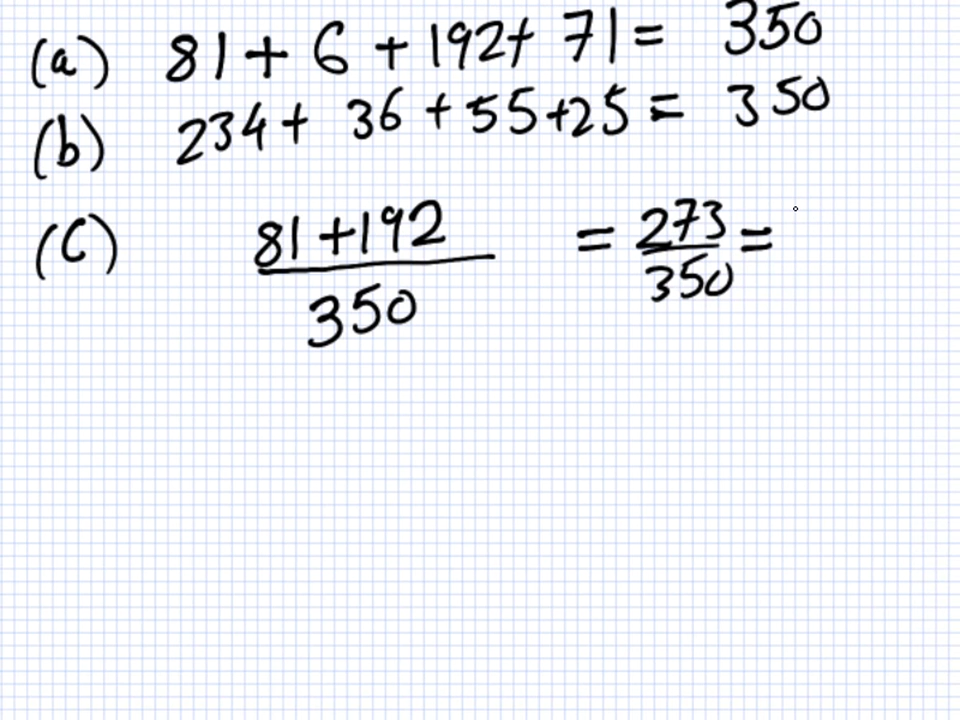 (a) 81 + 6 + 192 + 71 = 350
(b) 234 + 36 + 55 + 25 = 350
(C) 81 + 192 / 350 = 273 / 350 =